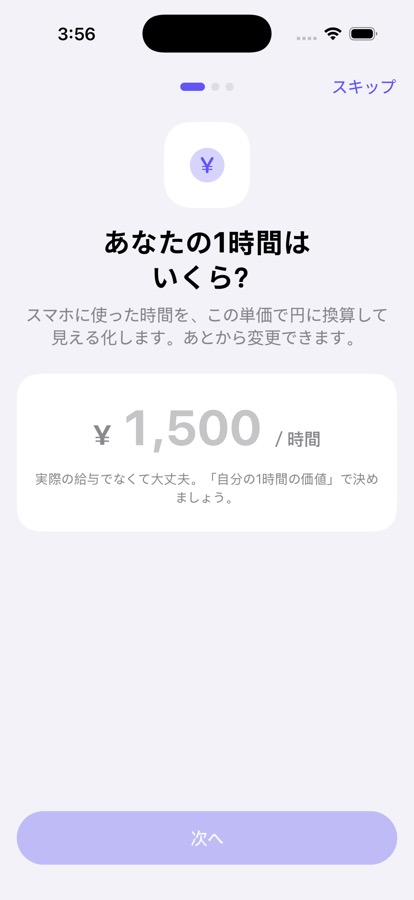 3:56
スキップ
¥
あなたの1時間は
いくら?
スマホに使った時間を、この単価で円に換算して
見える化します。あとから変更できます。
¥ 1,500 / 時間
実際の給与でなくて大丈夫。「自分の1時間の価値」で決め
ましょう。
次へ